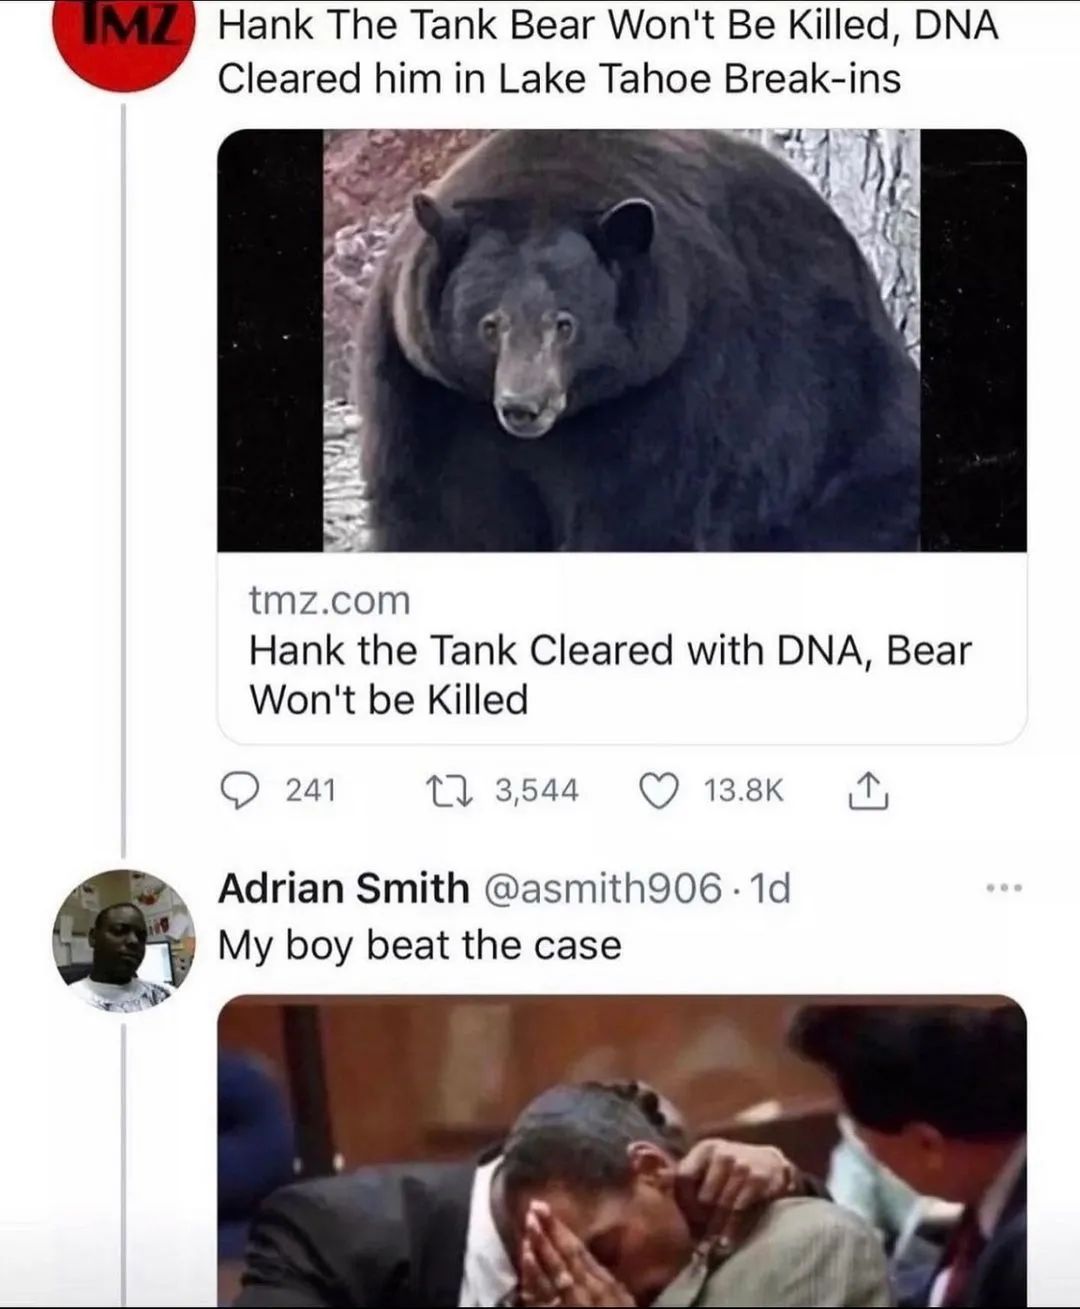 TMZ
Hank The Tank Bear Won't Be Killed, DNA
Cleared him in Lake Tahoe Break-ins
tmz.com
Hank the Tank Cleared with DNA, Bear
Won't be Killed
241 3,544 13.8K
Adrian Smith @asmith906 · 1d
My boy beat the case